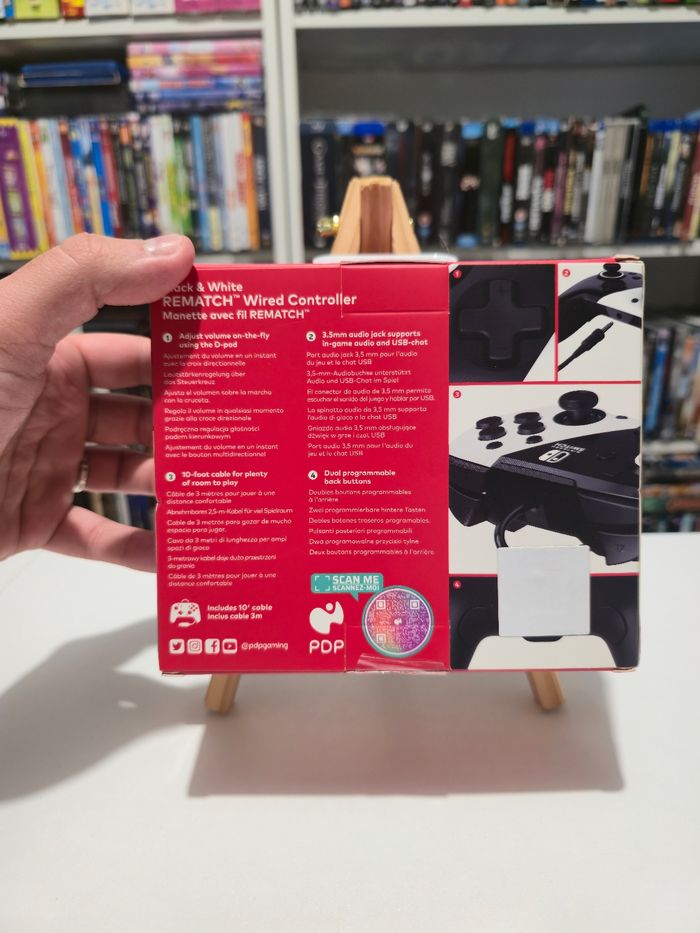 ack & White
REMATCH™ Wired Controller
Manette avec fil REMATCH™
1 Adjust volume on-the-fly
using the D-pad
Ajustement du volume en un instant
avec la croix directionnelle
Lautstärkenregelung über
das Steuerkreuz
Ajusta el volumen sobre la marcha
con la cruceta.
Regola il volume in qualsiasi momento
grazie alla croce direzionale
Podręczna regulacja głośności
padem kierunkowym
Ajustement du volume en un instant
avec le bouton multidirectionnel
2 3.5mm audio jack supports
in-game audio and USB-chat
Port audio jack 3,5 mm pour l'audio
du jeu et le chat USB
3,5-mm-Audiobuchse unterstützt
Audio und USB-Chat im Spiel
El conector de audio de 3,5 mm permite
escuchar el sonido del juego y hablar por USB.
Lo spinotto audio da 3,5 mm supporta
l'audio di gioco e la chat USB
Gniazdo audio 3,5 mm obsługujące
dźwięk w grze i czat USB
Port audio 3,5 mm pour l'audio du
jeu et le chat USB
3 10-foot cable for plenty
of room to play
Câble de 3 mètres pour jouer à une
distance confortable
Abnehmbares 2,5-m-Kabel für viel Spielraum
Cable de 3 metros para gozar de mucho
espacio para jugar.
Cavo da 3 metri di lunghezza per ampi
spazi di gioco
3-metrowy kabel daje dużo przestrzeni
do grania
Câble de 3 mètres pour jouer à une
distance confortable
4 Dual programmable
back buttons
Doubles boutons programmables
à l'arrière
Zwei programmierbare hintere Tasten
Dobles botones traseros programables.
Pulsanti posteriori programmabili
Dwa programowalne przyciski tylne
Deux boutons programmables à l'arrière
Includes 10' cable
Inclus cable 3m
@pdpgaming
SCAN ME
SCANNEZ-MOI
PDP
1
2
3
4